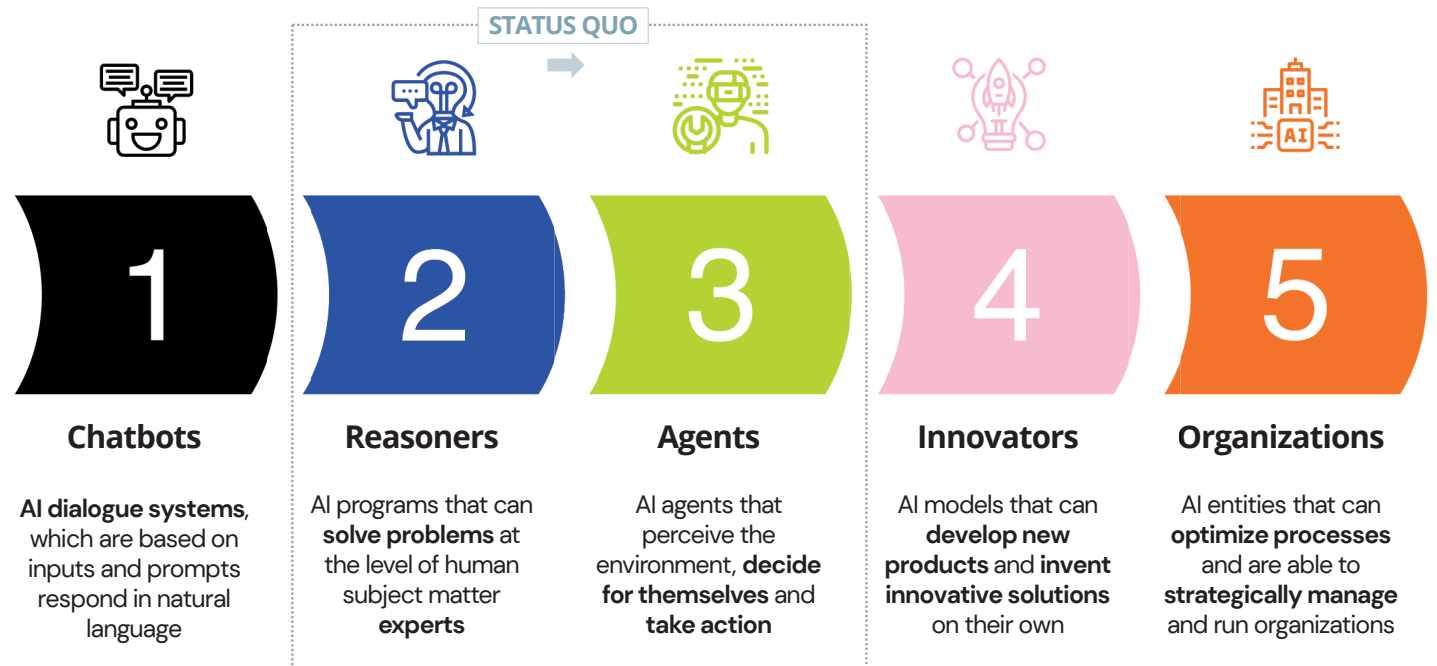 STATUS QUO
AI
1
2
3
4
5
Chatbots
Reasoners
Agents
Innovators
Organizations
AI dialogue systems,
which are based on
inputs and prompts
respond in natural
language
AI programs that can
solve problems at
the level of human
subject matter
experts
AI agents that
perceive the
environment, decide
for themselves and
take action
AI models that can
develop new
products and invent
innovative solutions
on their own
AI entities that can
optimize processes
and are able to
strategically manage
and run organizations